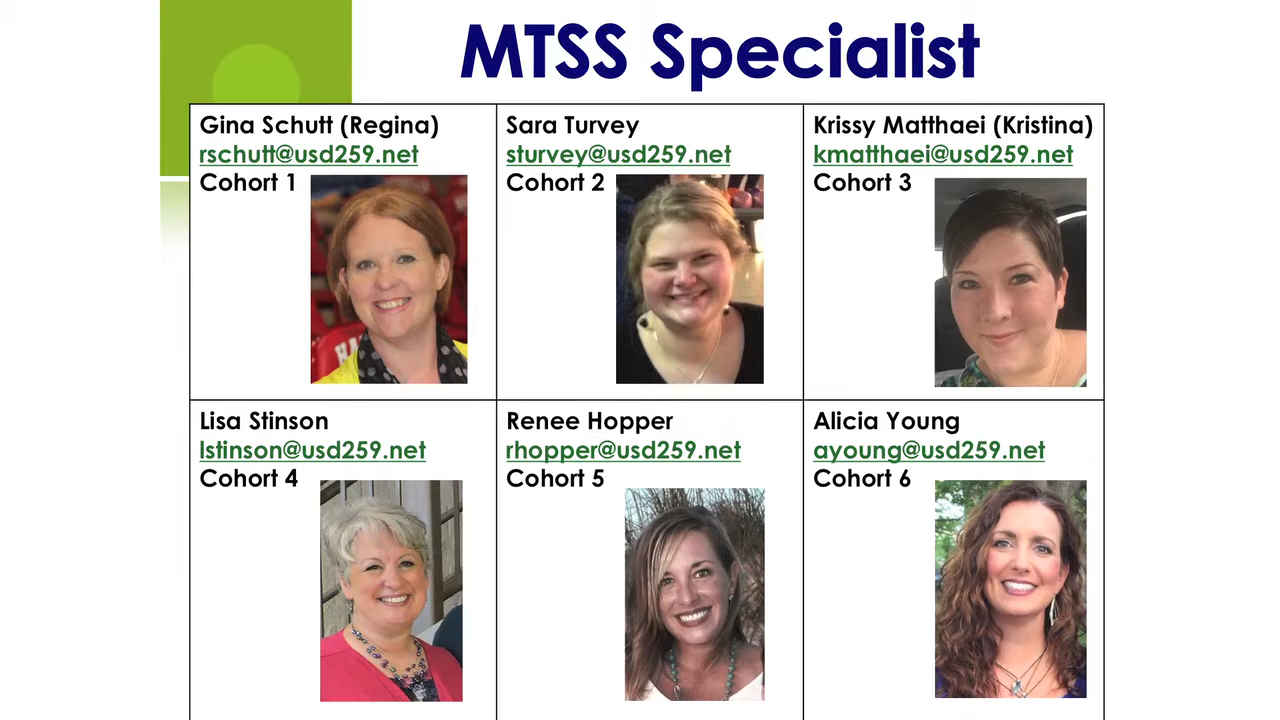 MTSS Specialist
Gina Schutt (Regina)
rschutt@usd259.net
Cohort 1
Sara Turvey
sturvey@usd259.net
Cohort 2
Krissy Matthaei (Kristina)
kmatthaei@usd259.net
Cohort 3
Lisa Stinson
lstinson@usd259.net
Cohort 4
Renee Hopper
rhopper@usd259.net
Cohort 5
Alicia Young
ayoung@usd259.net
Cohort 6